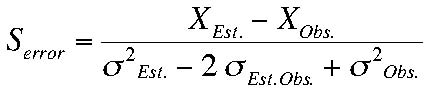 S_error = (X_Est. − X_Obs.) / (σ²_Est. − 2 σ_Est.Obs. + σ²_Obs.)